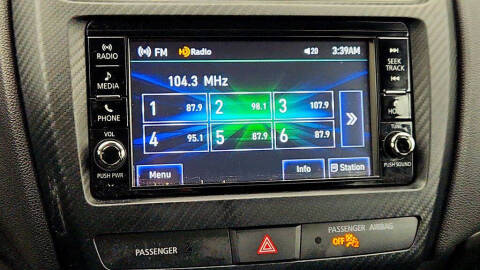 FM HD Radio 20 3:39AM
104.3 MHz
1 87.9 2 98.1 3 107.9
4 95.1 5 87.9 6 87.9
Menu Info Station
RADIO
MEDIA
PHONE
VOL
PUSH PWR
SEEK
TRACK
PUSH SOUND
PASSENGER
PASSENGER AIRBAG
OFF